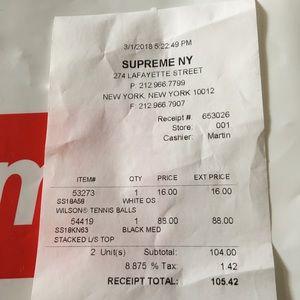 3/1/2018 5:22:49 PM
SUPREME NY
274 LAFAYETTE STREET
P: 212.966.7799
NEW YORK, NEW YORK 10012
F: 212.966.7907
Receipt # 653026
Store: 001
Cashier: Martin
ITEM# QTY PRICE EXT PRICE
53273 1 16.00 16.00
SS18A58 WHITE OS
WILSON® TENNIS BALLS
54419 1 85.00 88.00
SS18KN63 BLACK MED
STACKED L/S TOP
2 Unit(s) Subtotal: 104.00
8.875 % Tax: 1.42
RECEIPT TOTAL: 105.42